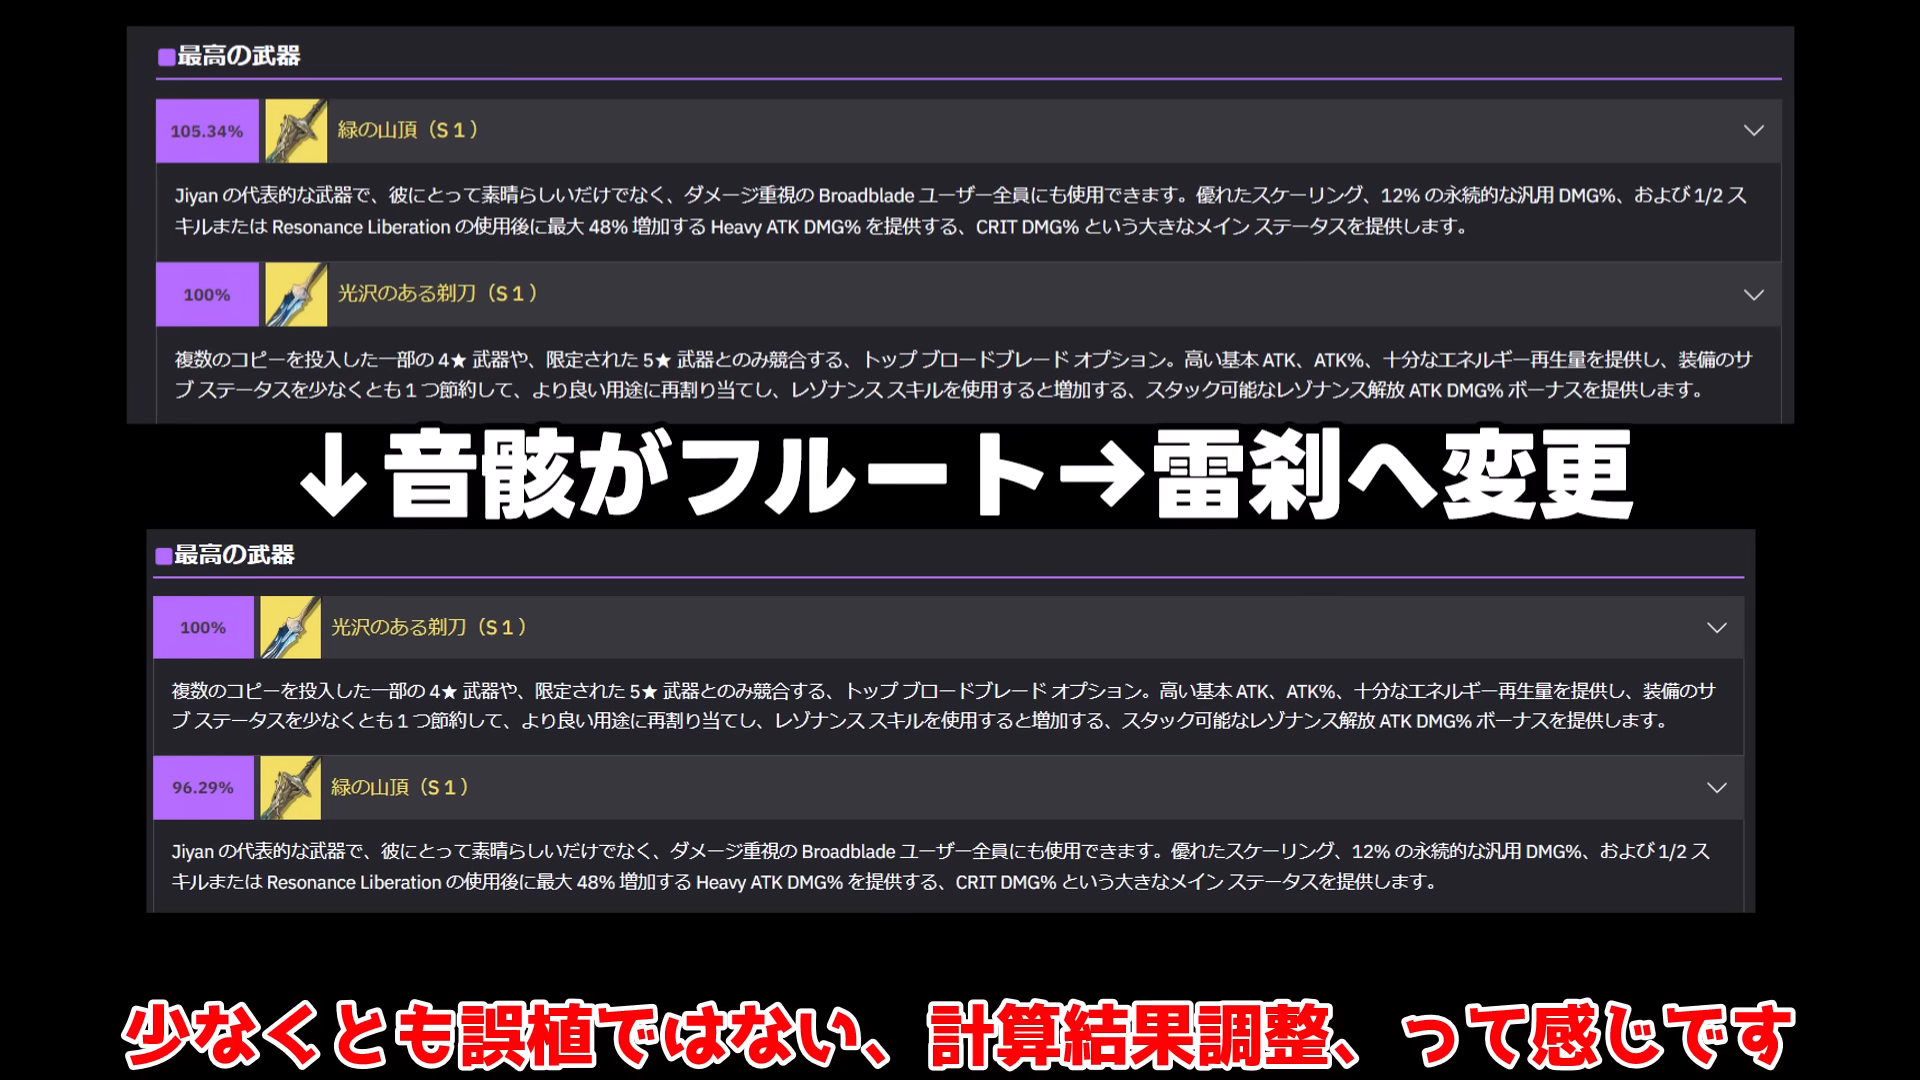 ■最高の武器
105.34% 緑の山頂（S１）
Jiyan の代表的な武器で、彼にとって素晴らしいだけでなく、ダメージ重視の Broadblade ユーザー全員にも使用できます。優れたスケーリング、12% の永続的な汎用 DMG%、および 1/2 ス
キルまたは Resonance Liberation の使用後に最大 48% 増加する Heavy ATK DMG% を提供する、CRIT DMG% という大きなメイン ステータスを提供します。
100% 光沢のある剃刀（S１）
複数のコピーを投入した一部の 4★ 武器や、限定された 5★ 武器とのみ競合する、トップ ブロードブレード オプション。高い基本 ATK、ATK%、十分なエネルギー再生量を提供し、装備のサ
ブ ステータスを少なくとも 1 つ節約して、より良い用途に再割り当てし、レゾナンス スキルを使用すると増加する、スタック可能なレゾナンス解放 ATK DMG% ボーナスを提供します。
↓音骸がフルート→雷刹へ変更
■最高の武器
100% 光沢のある剃刀（S１）
複数のコピーを投入した一部の 4★ 武器や、限定された 5★ 武器とのみ競合する、トップ ブロードブレード オプション。高い基本 ATK、ATK%、十分なエネルギー再生量を提供し、装備のサ
ブ ステータスを少なくとも 1 つ節約して、より良い用途に再割り当てし、レゾナンス スキルを使用すると増加する、スタック可能なレゾナンス解放 ATK DMG% ボーナスを提供します。
96.29% 緑の山頂（S１）
Jiyan の代表的な武器で、彼にとって素晴らしいだけでなく、ダメージ重視の Broadblade ユーザー全員にも使用できます。優れたスケーリング、12% の永続的な汎用 DMG%、および 1/2 ス
キルまたは Resonance Liberation の使用後に最大 48% 増加する Heavy ATK DMG% を提供する、CRIT DMG% という大きなメイン ステータスを提供します。
少なくとも誤植ではない、計算結果調整、って感じです